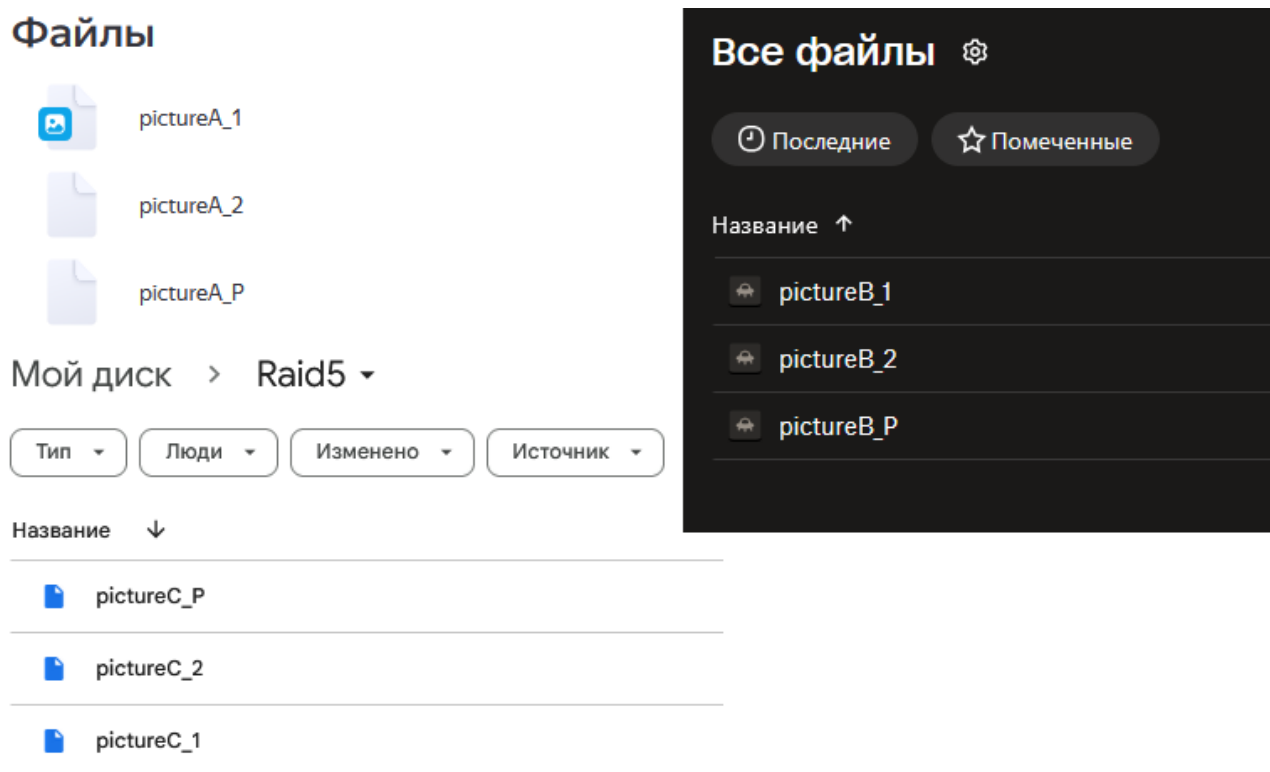 Файлы
pictureA_1
pictureA_2
pictureA_P
Мой диск > Raid5
Тип Люди Изменено Источник
Название ↓
pictureC_P
pictureC_2
pictureC_1
Все файлы
Последние Помеченные
Название ↑
pictureB_1
pictureB_2
pictureB_P